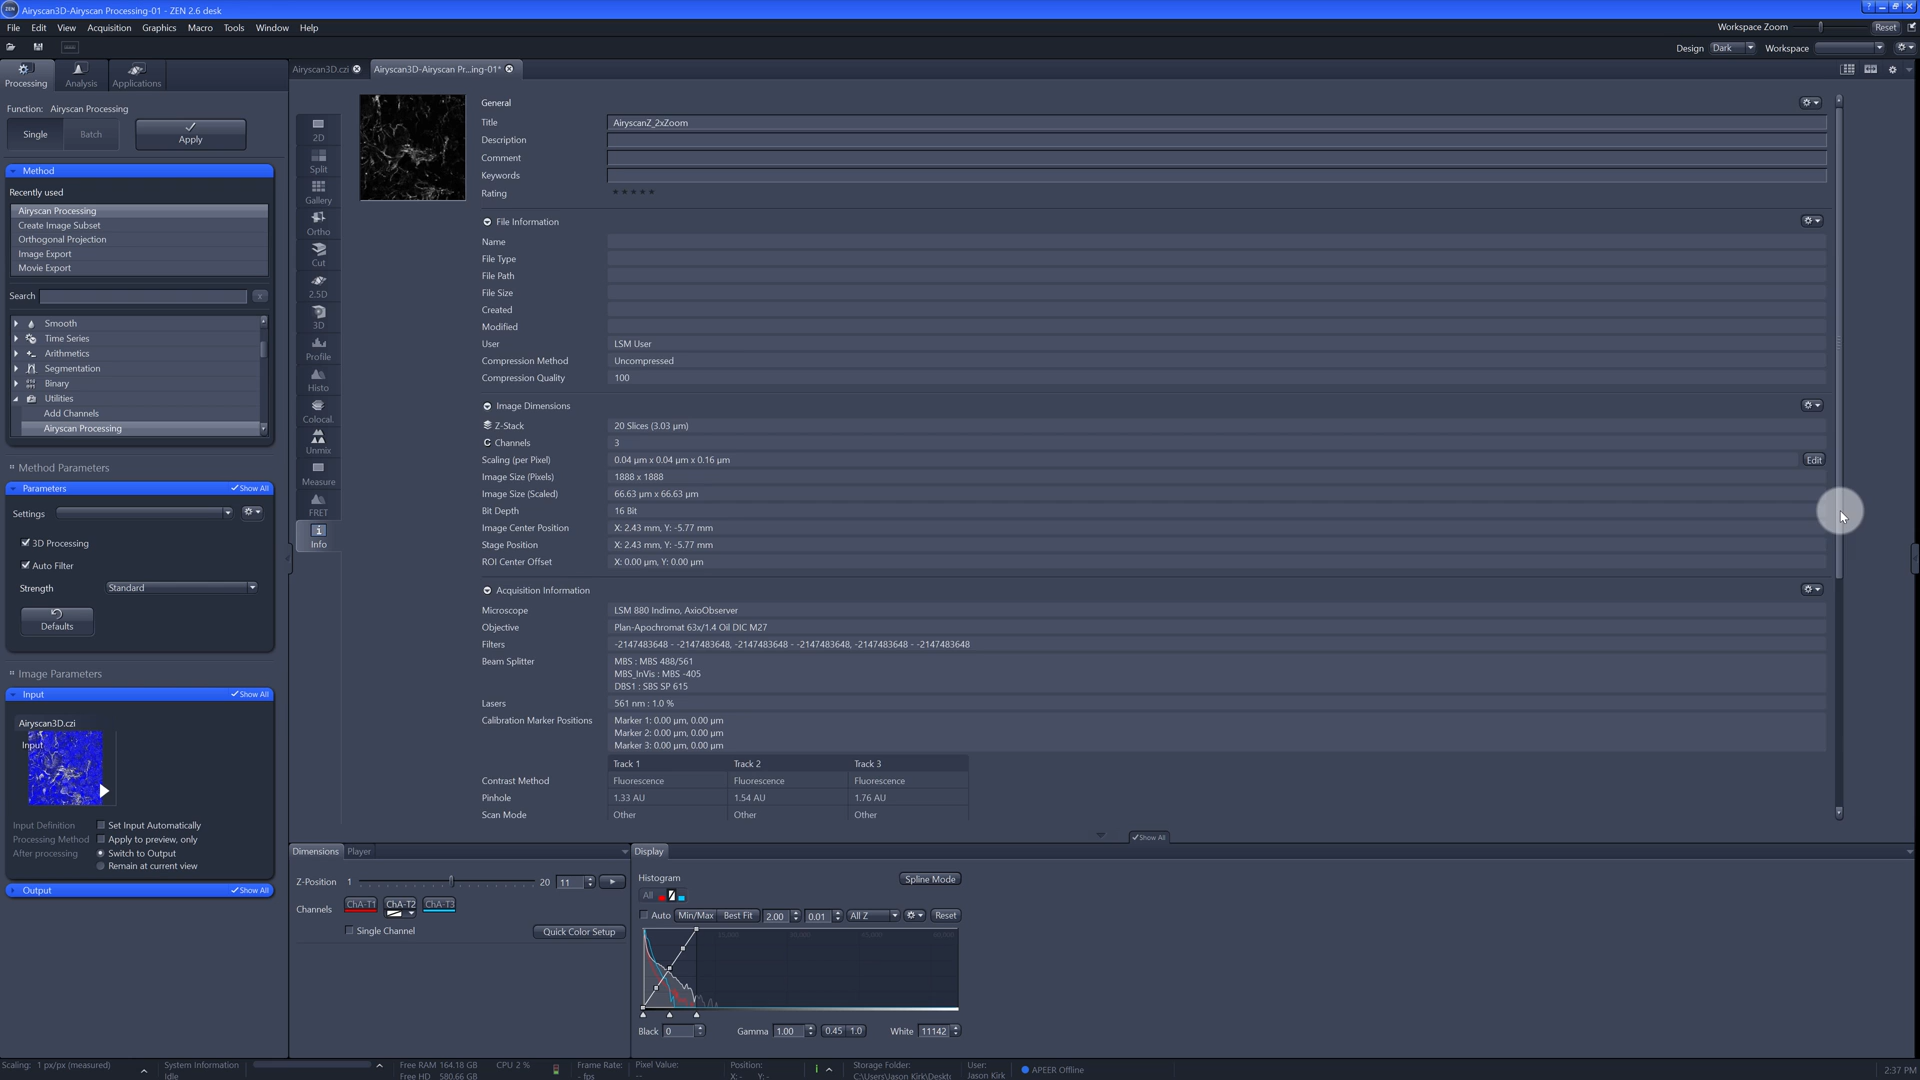 Airyscan3D-Airyscan Processing-01 - ZEN 2.6 desk
File Edit View Acquisition Graphics Macro Tools Window Help
Workspace Zoom Reset
Design Dark Workspace
Processing Analysis Applications
Airyscan3D.czi Airyscan3D-Airyscan Pr...ing-01*
Function: Airyscan Processing
Single Batch Apply
Method
Recently used
Airyscan Processing
Create Image Subset
Orthogonal Projection
Image Export
Movie Export
Search
Smooth
Time Series
Arithmetics
Segmentation
Binary
Utilities
Add Channels
Airyscan Processing
Method Parameters
Parameters Show All
Settings
3D Processing
Auto Filter
Strength Standard
Defaults
Image Parameters
Input Show All
Airyscan3D.czi
Input
Input Definition Set Input Automatically
Processing Method Apply to preview, only
After processing Switch to Output
Remain at current view
Output Show All
2D
Split
Gallery
Ortho
Cut
2.5D
3D
Profile
Histo
Colocal.
Unmix
Measure
FRET
Info
General
Title AiryscanZ_2xZoom
Description
Comment
Keywords
Rating
File Information
Name
File Type
File Path
File Size
Created
Modified
User LSM User
Compression Method Uncompressed
Compression Quality 100
Image Dimensions
Z-Stack 20 Slices (3.03 µm)
Channels 3
Scaling (per Pixel) 0.04 µm x 0.04 µm x 0.16 µm Edit
Image Size (Pixels) 1888 x 1888
Image Size (Scaled) 66.63 µm x 66.63 µm
Bit Depth 16 Bit
Image Center Position X: 2.43 mm, Y: -5.77 mm
Stage Position X: 2.43 mm, Y: -5.77 mm
ROI Center Offset X: 0.00 µm, Y: 0.00 µm
Acquisition Information
Microscope LSM 880 Indimo, AxioObserver
Objective Plan-Apochromat 63x/1.4 Oil DIC M27
Filters -2147483648 - -2147483648, -2147483648 - -2147483648, -2147483648 - -2147483648
Beam Splitter MBS : MBS 488/561
MBS_InVis : MBS -405
DBS1 : SBS SP 615
Lasers 561 nm : 1.0 %
Calibration Marker Positions Marker 1: 0.00 µm, 0.00 µm
Marker 2: 0.00 µm, 0.00 µm
Marker 3: 0.00 µm, 0.00 µm
Track 1 Track 2 Track 3
Contrast Method Fluorescence Fluorescence Fluorescence
Pinhole 1.33 AU 1.54 AU 1.76 AU
Scan Mode Other Other Other
Show All
Dimensions Player
Z-Position 1 20 11
Channels ChA-T1 ChA-T2 ChA-T3
Single Channel Quick Color Setup
Display
Histogram Spline Mode
All
Auto Min/Max Best Fit 2.00 0.01 All Z Reset
Black 0 Gamma 1.00 0.45 1.0 White 11142
Scaling: 1 px/px (measured) System Information Free RAM 164.18 GB CPU 2 % Frame Rate: Pixel Value: Position: Storage Folder: User: APEER Offline 2:37 PM
Idle Free HD 580.66 GB - fps X: - Y: - C:\Users\Jason Kirk\Deskt Jason Kirk